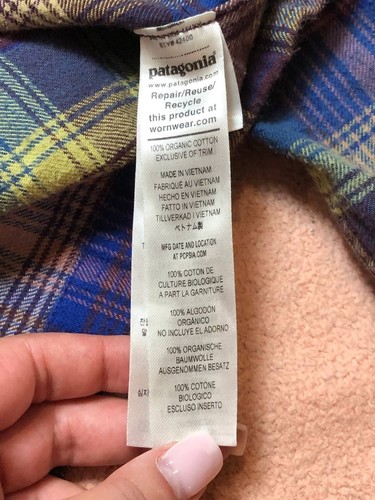 patagonia®
www.patagonia.com
Repair/Reuse/
Recycle
this product at
wornwear.com
100% ORGANIC COTTON
EXCLUSIVE OF TRIM
MADE IN VIETNAM
FABRIQUÉ AU VIETNAM
HECHO EN VIETNAM
FATTO IN VIETNAM
TILLVERKAD I VIETNAM
ベトナム製
MFG DATE AND LOCATION
AT PCPSIA.COM
100% COTON DE
CULTURE BIOLOGIQUE
A PART LA GARNITURE
100% ALGODÓN
ORGÁNICO
NO INCLUYE EL ADORNO
100% ORGANISCHE
BAUMWOLLE
AUSGENOMMEN BESATZ
100% COTONE
BIOLOGICO
ESCLUSO INSERTO